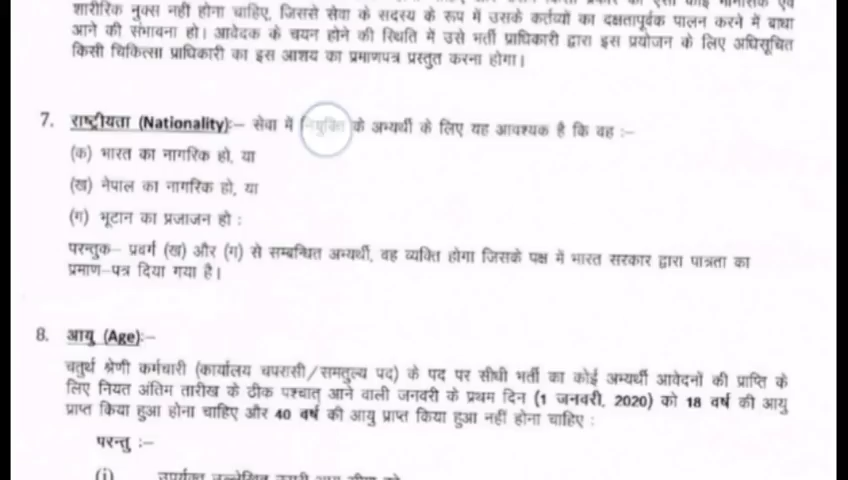 शारीरिक नुक्स नहीं होना चाहिए, जिससे सेवा के सदस्य के रूप में उसके कर्तव्यों का दक्षतापूर्वक पालन करने में बाधा
आने की संभावना हो। आवेदक के चयन होने की स्थिति में उसे भर्ती प्राधिकारी द्वारा इस प्रयोजन के लिए अधिसूचित
किसी चिकित्सा प्राधिकारी का इस आशय का प्रमाणपत्र प्रस्तुत करना होगा।
7. राष्ट्रीयता (Nationality):– सेवा में नियुक्ति के अभ्यर्थी के लिए यह आवश्यक है कि वह :–
(क) भारत का नागरिक हो, या
(ख) नेपाल का नागरिक हो, या
(ग) भूटान का प्रजाजन हो :
परन्तुक– प्रवर्ग (ख) और (ग) से सम्बन्धित अभ्यर्थी, वह व्यक्ति होगा जिसके पक्ष में भारत सरकार द्वारा पात्रता का
प्रमाण–पत्र दिया गया है।
8. आयु (Age):–
चतुर्थ श्रेणी कर्मचारी (कार्यालय चपरासी/समतुल्य पद) के पद पर सीधी भर्ती का कोई अभ्यर्थी आवेदनों की प्राप्ति के
लिए नियत अंतिम तारीख के ठीक पश्चात् आने वाली जनवरी के प्रथम दिन (1 जनवरी, 2020) को 18 वर्ष की आयु
प्राप्त किया हुआ होना चाहिए और 40 वर्ष की आयु प्राप्त किया हुआ नहीं होना चाहिए :
परन्तु :–
(i) उपर्युक्त उल्लेखित ऊपरी आयु सीमा को